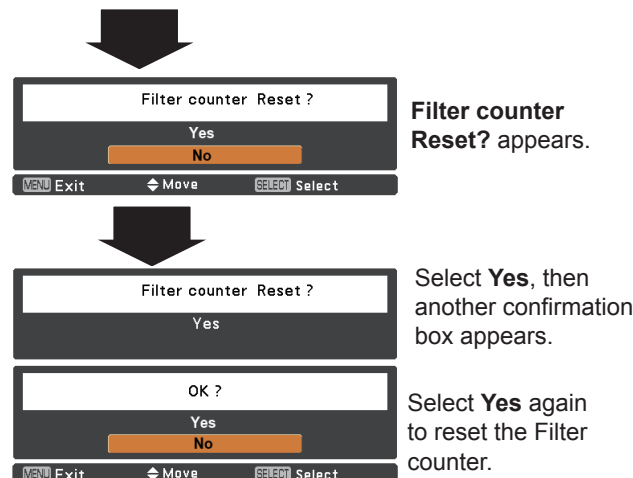 Filter counter Reset ?
Yes
No
MENU Exit Move SELECT Select
Filter counter
Reset? appears.
Filter counter Reset ?
Yes
Select Yes, then
another confirmation
box appears.
OK ?
Yes
No
MENU Exit Move SELECT Select
Select Yes again
to reset the Filter
counter.